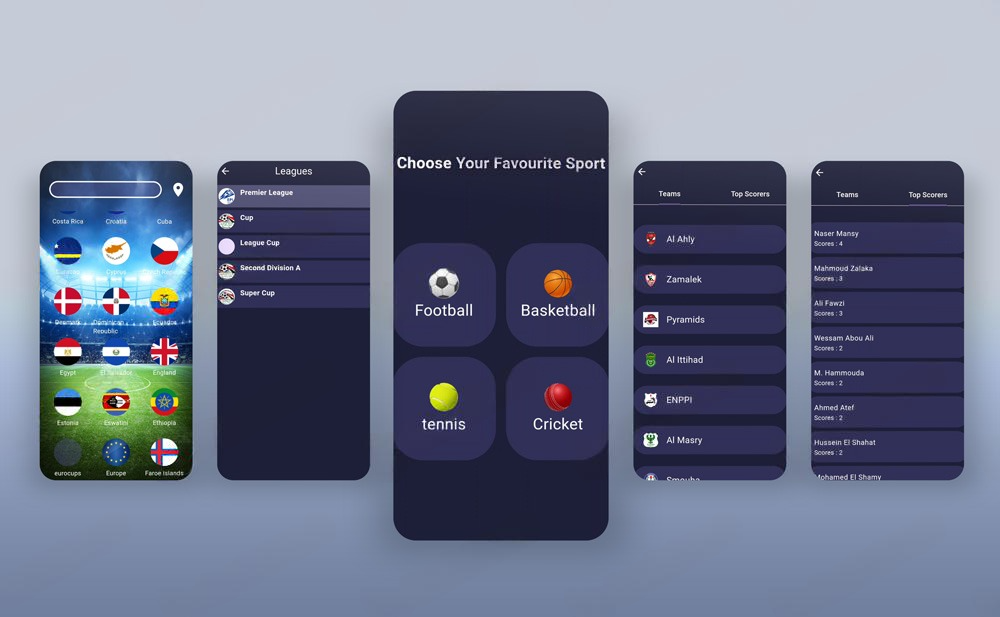 Costa Rica
Croatia
Cuba
Curacao
Cyprus
Czech Republic
Denmark
Dominican
Republic
Ecuador
Egypt
El Salvador
England
Estonia
Eswatini
Ethiopia
eurocups
Europe
Faroe Islands
Leagues
Premier League
Cup
League Cup
Second Division A
Super Cup
Choose Your Favourite Sport
Football
Basketball
tennis
Cricket
Teams
Top Scorers
Al Ahly
Zamalek
Pyramids
Al Ittihad
ENPPI
Al Masry
Smouha
Teams
Top Scorers
Naser Mansy
Scores : 4
Mahmoud Zalaka
Scores : 3
Ali Fawzi
Scores : 3
Wessam Abou Ali
Scores : 2
M. Hammouda
Scores : 2
Ahmed Atef
Scores : 2
Hussein El Shahat
Scores : 2
Mohamed El Shamy